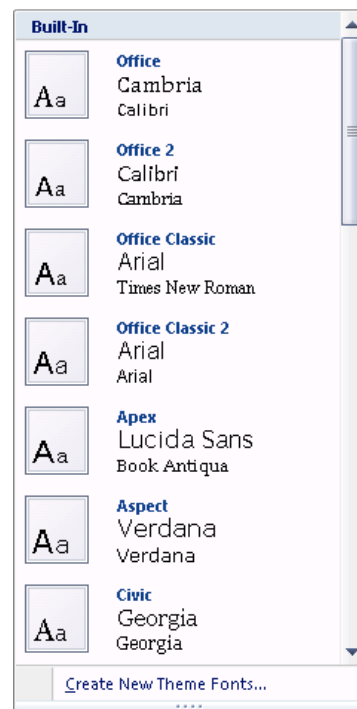 Built-In
Aa
Office
Cambria
Calibri
Aa
Office 2
Calibri
Cambria
Aa
Office Classic
Arial
Times New Roman
Aa
Office Classic 2
Arial
Arial
Aa
Apex
Lucida Sans
Book Antiqua
Aa
Aspect
Verdana
Verdana
Aa
Civic
Georgia
Georgia
Create New Theme Fonts...